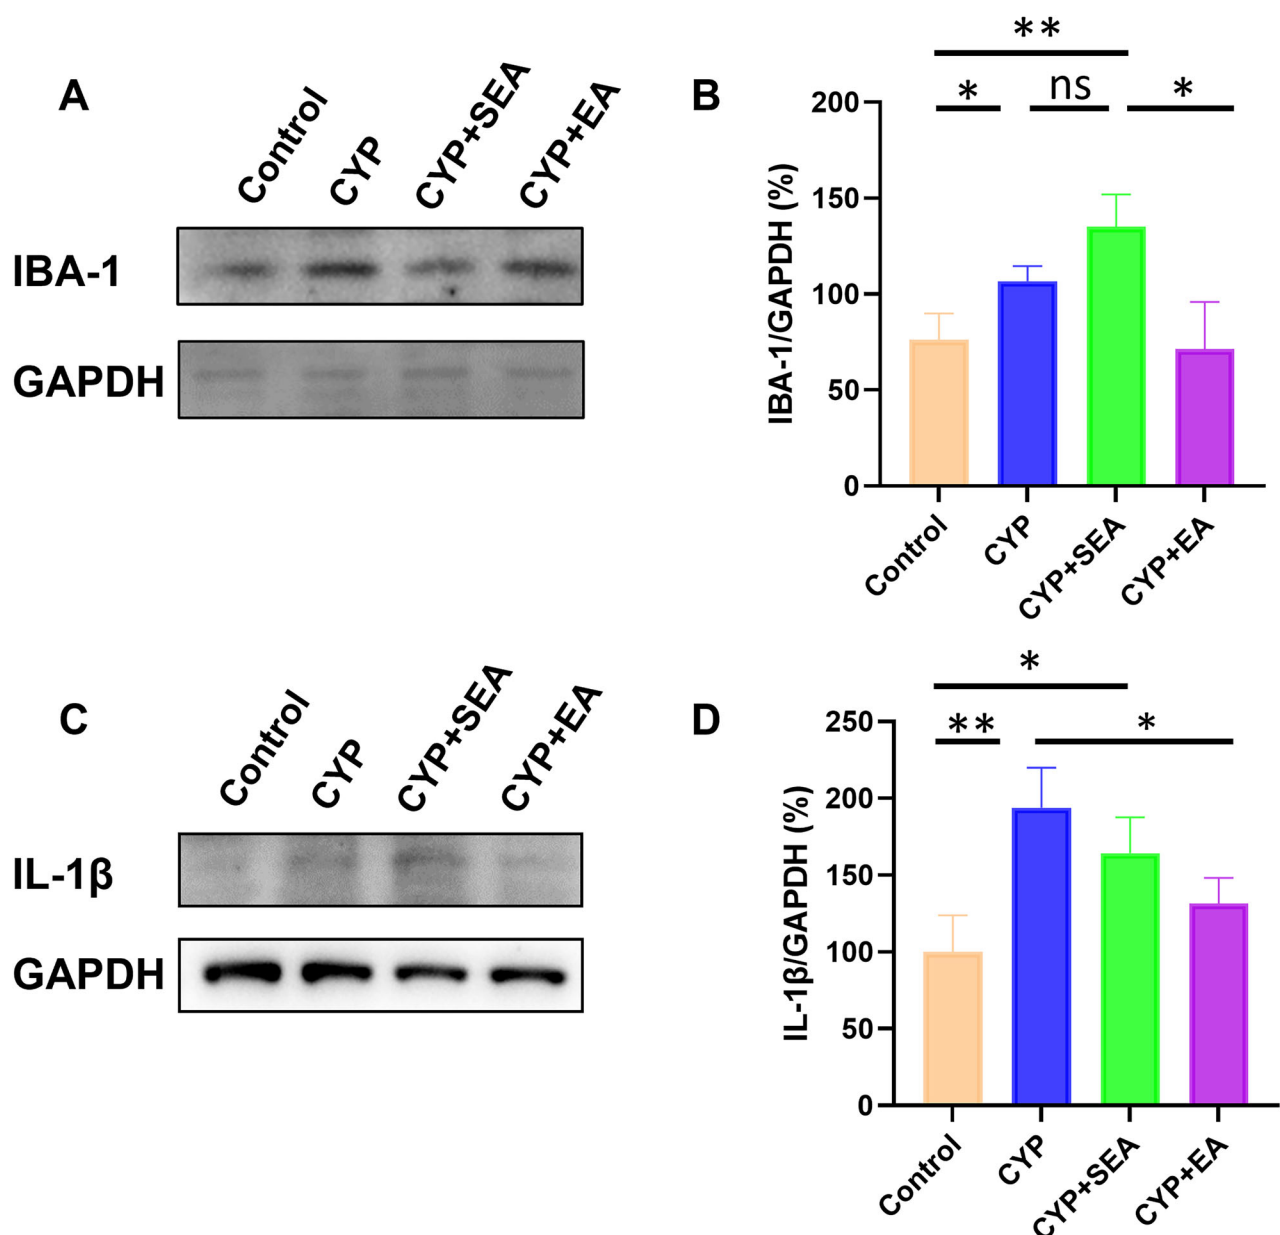 A
Control
CYP
CYP+SEA
CYP+EA
IBA-1
GAPDH
B
**
*
ns
*
IBA-1/GAPDH (%)
200
150
100
50
0
Control
CYP
CYP+SEA
CYP+EA
C
Control
CYP
CYP+SEA
CYP+EA
IL-1β
GAPDH
D
*
**
*
IL-1β/GAPDH (%)
250
200
150
100
50
0
Control
CYP
CYP+SEA
CYP+EA